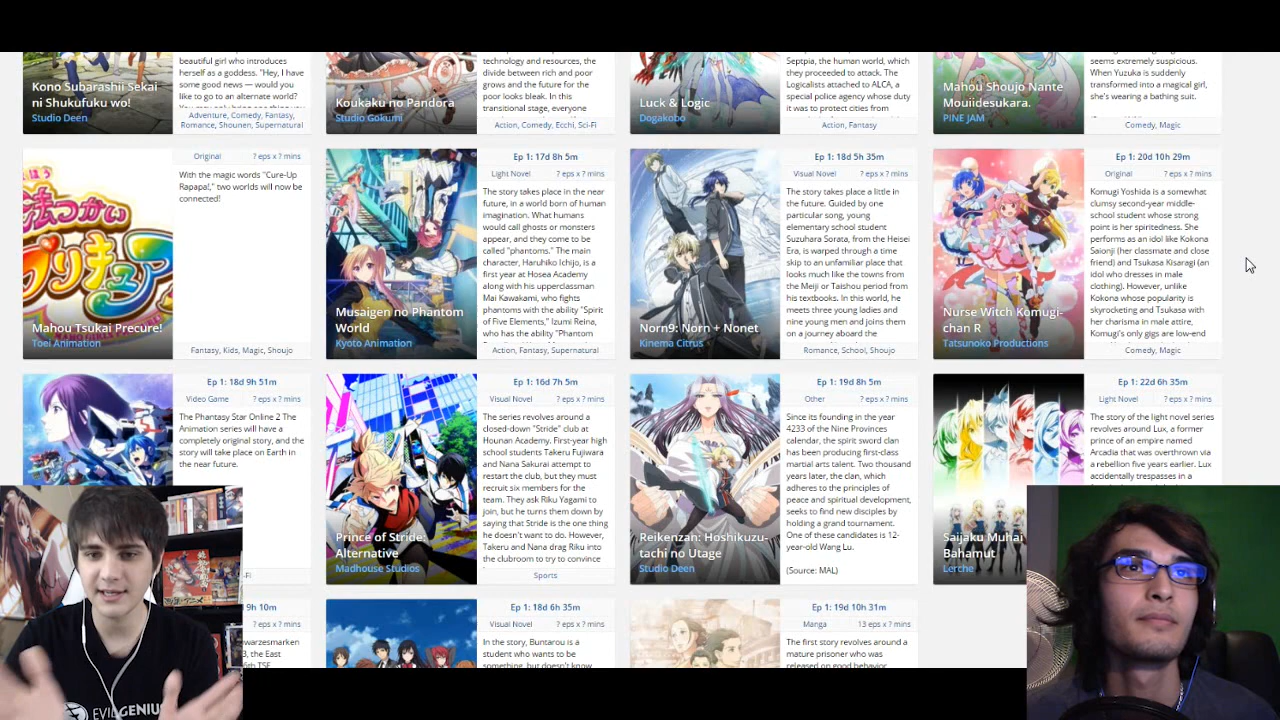 beautiful girl who introduces
herself as a goddess. "Hey, I have
some good news — would you
like to go to an alternate world?
Kono Subarashii Sekai
ni Shukufuku wo!
Studio Deen
Adventure, Comedy, Fantasy,
Romance, Shounen, Supernatural
technology and resources, the
divide between rich and poor
grows and the future for the
poor looks bleak. In this
transitional stage, everyone
Koukaku no Pandora
Studio Gokumi
Action, Comedy, Ecchi, Sci-Fi
Septpia, the human world, which
they proceeded to attack. The
Logicalists attached to ALCA, a
special police agency whose duty
it was to protect cities from
Luck & Logic
Dogakobo
Action, Fantasy
seems extremely suspicious.
When Yuzuka is suddenly
transformed into a magical girl,
she's wearing a bathing suit.
Mahou Shoujo Nante
Mouiidesukara.
PINE JAM
Comedy, Magic
まほう
法つかい
プリキュア
Mahou Tsukai Precure!
Toei Animation
Original ? eps x ? mins
With the magic words "Cure-Up
Rapapa!," two worlds will now be
connected!
Fantasy, Kids, Magic, Shoujo
Musaigen no Phantom
World
Kyoto Animation
Ep 1: 17d 8h 5m
Light Novel ? eps x ? mins
The story takes place in the near
future, in a world born of human
imagination. What humans
would call ghosts or monsters
appear, and they come to be
called "phantoms." The main
character, Haruhiko Ichijo, is a
first year at Hosea Academy
along with his upperclassman
Mai Kawakami, who fights
phantoms with the ability "Spirit
of Five Elements," Izumi Reina,
who has the ability "Phantom
Action, Fantasy, Supernatural
Norn9: Norn + Nonet
Kinema Citrus
Ep 1: 18d 5h 35m
Visual Novel ? eps x ? mins
The story takes place a little in
the future. Guided by one
particular song, young
elementary school student
Suzuhara Sorata, from the Heisei
Era, is warped through a time
skip to an unfamiliar place that
looks much like the towns from
the Meiji or Taishou period from
his textbooks. In this world, he
meets three young ladies and
nine young men and joins them
on a journey aboard the
Romance, School, Shoujo
Nurse Witch Komugi-
chan R
Tatsunoko Productions
Ep 1: 20d 10h 29m
Original ? eps x ? mins
Komugi Yoshida is a somewhat
clumsy second-year middle-
school student whose strong
point is her spiritedness. She
performs as an idol like Kokona
Saionji (her classmate and close
friend) and Tsukasa Kisaragi (an
idol who dresses in male
clothing). However, unlike
Kokona whose popularity is
skyrocketing and Tsukasa with
her charisma in male attire,
Komugi's only gigs are low-end
Comedy, Magic
Ep 1: 18d 9h 51m
Video Game ? eps x ? mins
The Phantasy Star Online 2 The
Animation series will have a
completely original story, and the
story will take place on Earth in
the near future.
-Fi
Prince of Stride:
Alternative
Madhouse Studios
Ep 1: 16d 7h 5m
Visual Novel ? eps x ? mins
The series revolves around a
closed-down "Stride" club at
Hounan Academy. First-year high
school students Takeru Fujiwara
and Nana Sakurai attempt to
restart the club, but they must
recruit six members for the
team. They ask Riku Yagami to
join, but he turns them down by
saying that Stride is the one thing
he doesn't want to do. However,
Takeru and Nana drag Riku into
the clubroom to try to convince
Sports
Reikenzan: Hoshikuzu-
tachi no Utage
Studio Deen
Ep 1: 19d 8h 5m
Other ? eps x ? mins
Since its founding in the year
4233 of the Nine Provinces
calendar, the spirit sword clan
has been producing first-class
martial arts talent. Two thousand
years later, the clan, which
adheres to the principles of
peace and spiritual development,
seeks to find new disciples by
holding a grand tournament.
One of these candidates is 12-
year-old Wang Lu.
(Source: MAL)
Saijaku Muhai
Bahamut
Lerche
Ep 1: 22d 6h 35m
Light Novel ? eps x ? mins
The story of the light novel series
revolves around Lux, a former
prince of an empire named
Arcadia that was overthrown via
a rebellion five years earlier. Lux
accidentally trespasses in a
9h 10m
? eps x ? mins
warzesmarken
3, the East
Ep 1: 18d 6h 35m
Visual Novel ? eps x ? mins
In the story, Buntarou is a
student who wants to be
something, but doesn't know
Ep 1: 19d 10h 31m
Manga 13 eps x ? mins
The first story revolves around a
mature prisoner who was
released on good behavior
EVIL GENIUS